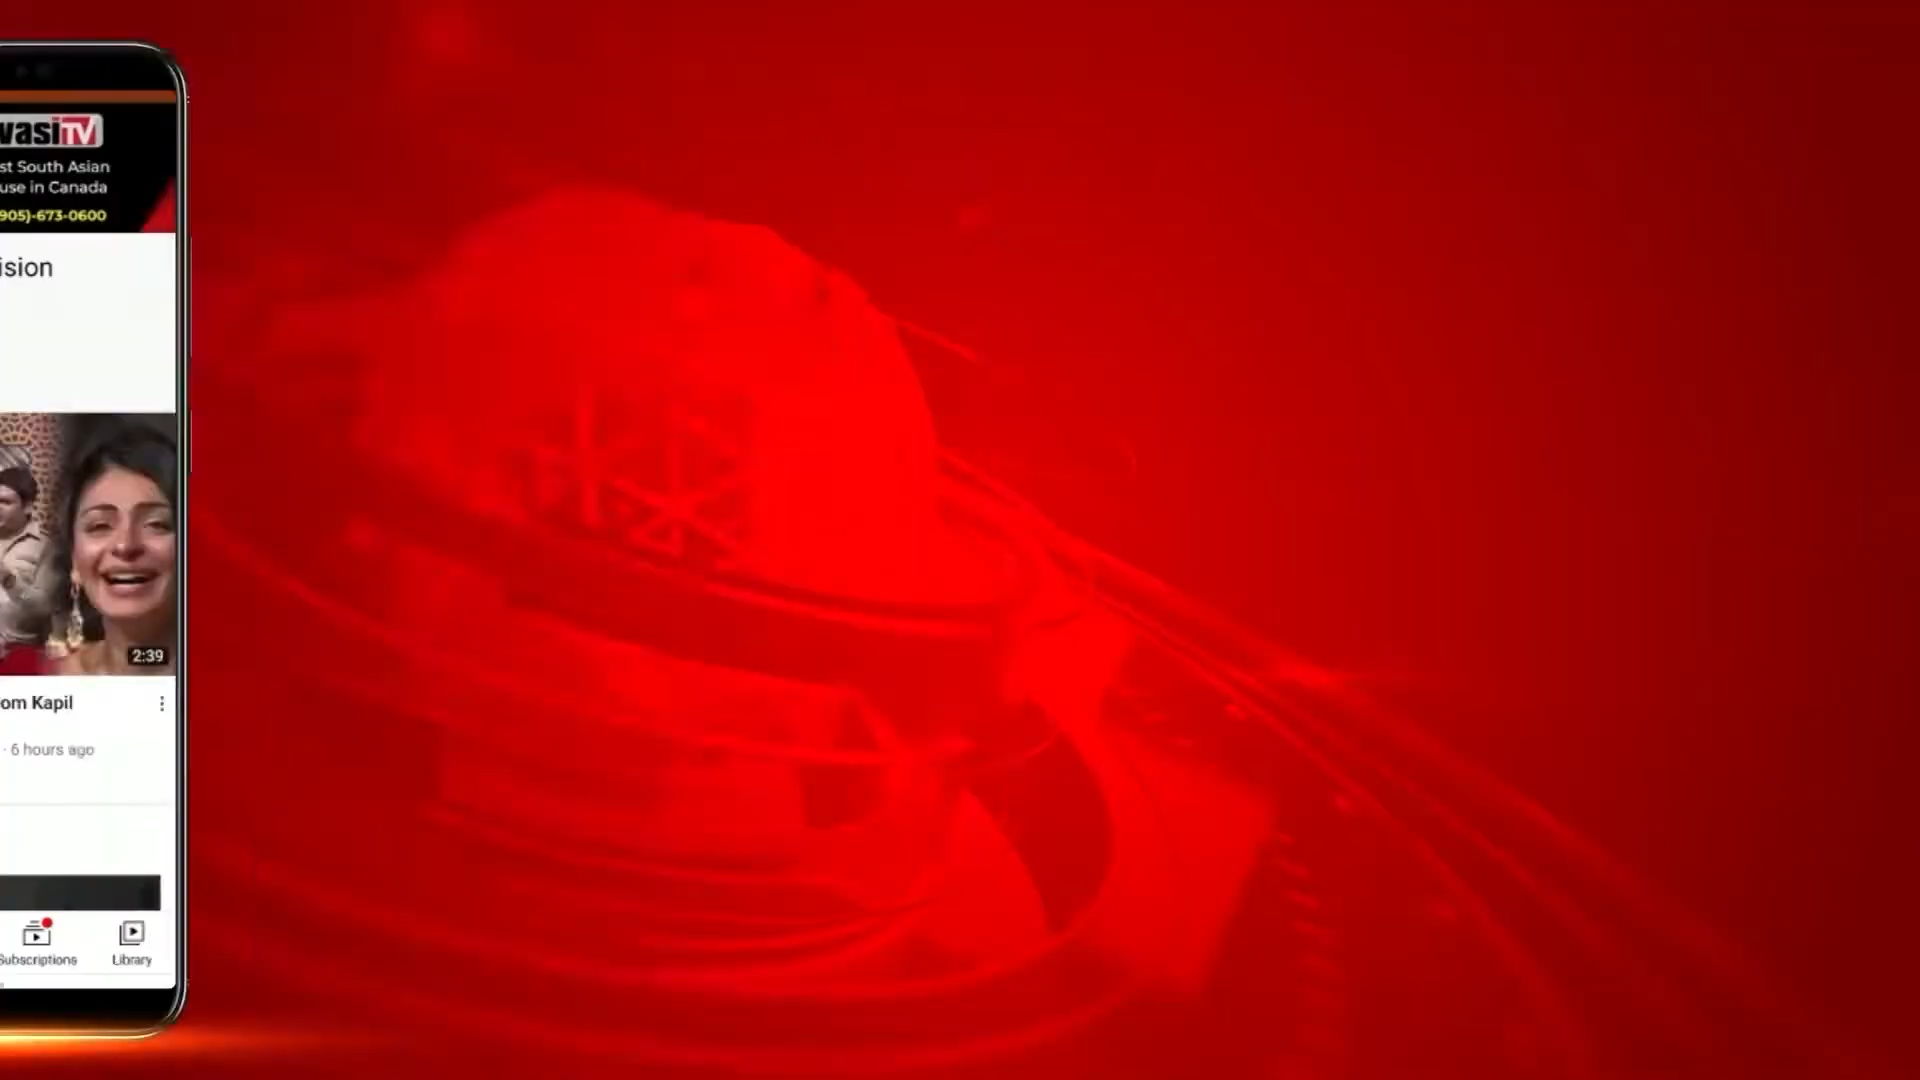 wasiTV
st South Asian
use in Canada
905)-673-0600
ision
2:39
om Kapil
· 6 hours ago
Subscriptions
Library